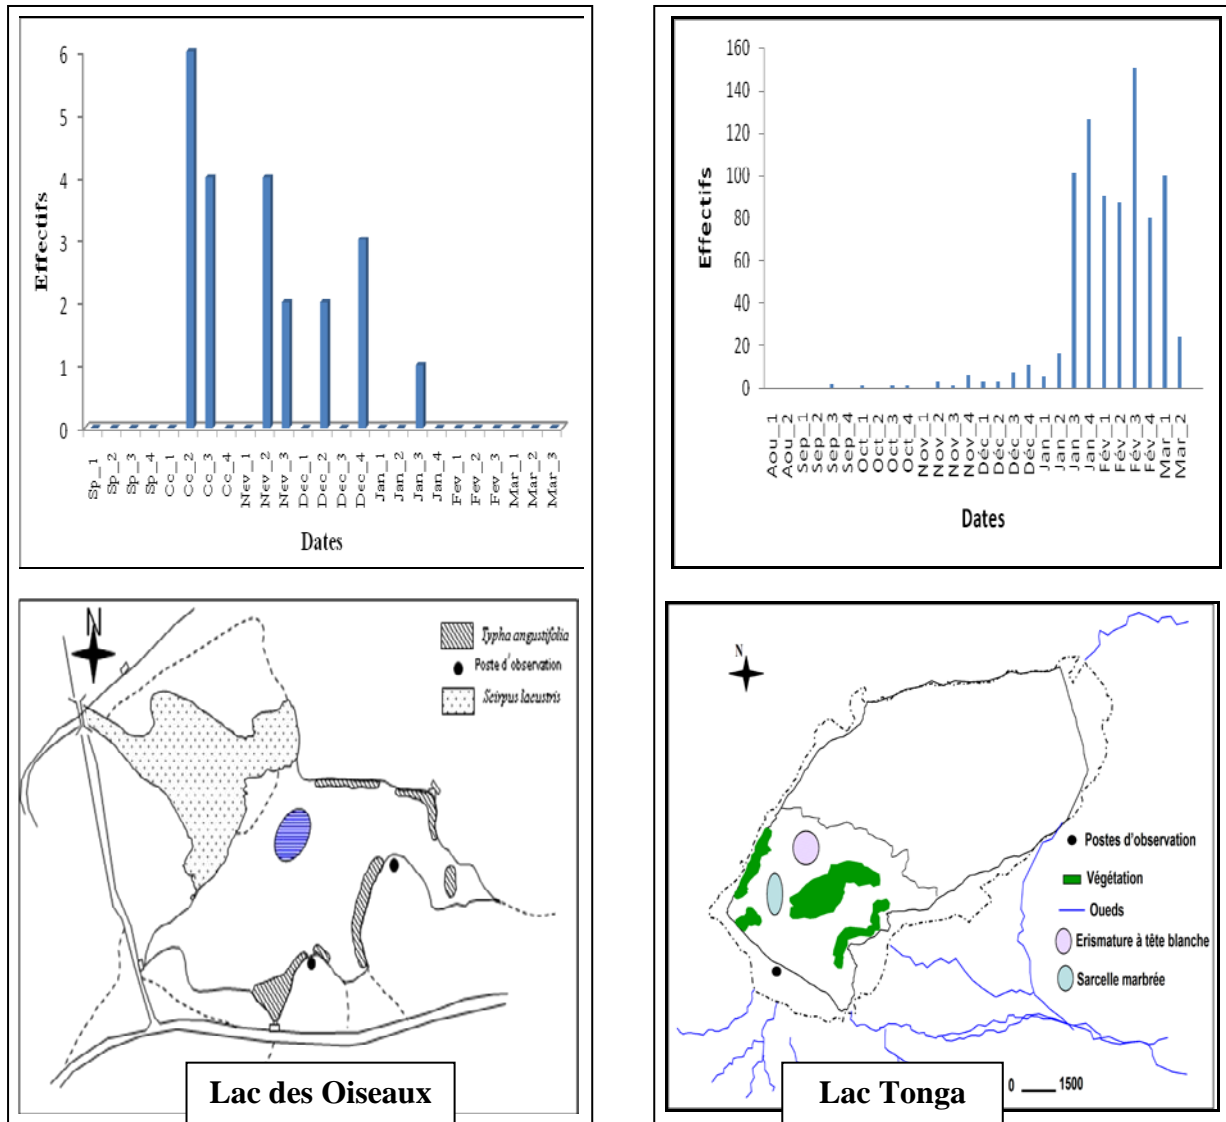 6
5
4
3
2
1
0
Effectifs
Sp_1
Sp_2
Sp_3
Sp_4
Cc_1
Cc_2
Cc_3
Cc_4
Nev_1
Nev_2
Nev_3
Dec_1
Dec_2
Dec_3
Dec_4
Jan_1
Jan_2
Jan_3
Jan_4
Fev_1
Fev_2
Fev_3
Mar_1
Mar_2
Mar_3
Dates
160
140
120
100
80
60
40
20
0
Effectifs
Aou_1
Aou_2
Sep_1
Sep_2
Sep_3
Sep_4
Oct_1
Oct_2
Oct_3
Oct_4
Nov_1
Nov_2
Nov_3
Nov_4
Déc_1
Déc_2
Déc_3
Déc_4
Jan_1
Jan_2
Jan_3
Jan_4
Fév_1
Fév_2
Fév_3
Fév_4
Mar_1
Mar_2
Dates
N
Typha angustifolia
Poste d'observation
Scirpus lacustris
Lac des Oiseaux
N
Postes d'observation
Végétation
Oueds
Erismature à tête blanche
Sarcelle marbrée
0 1500
Lac Tonga